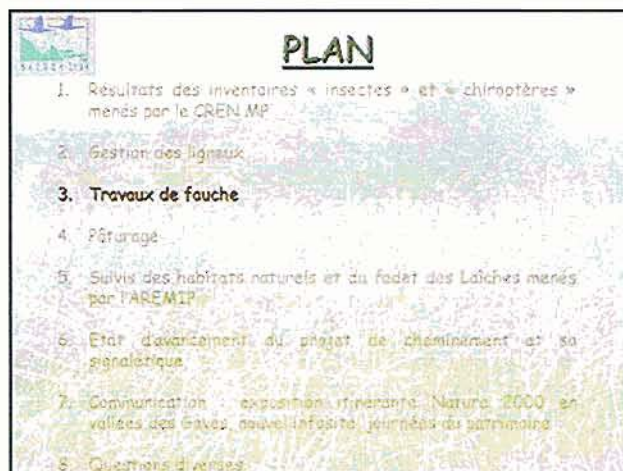 PLAN
1. Résultats des inventaires « insectes » et « chiroptères »
menés par le CREN MP
2. Gestion des ligneux
3. Travaux de fauche
4. Pâturage
5. Suivis des habitats naturels et du fadet des Laîches menés
par l'AREMIP
6. Etat d'avancement du projet de cheminement et sa
signalétique
7. Communication : exposition itinérante Natura 2000 en
vallées des Gaves, nouvel infosite, journées du patrimoine
8. Questions diverses